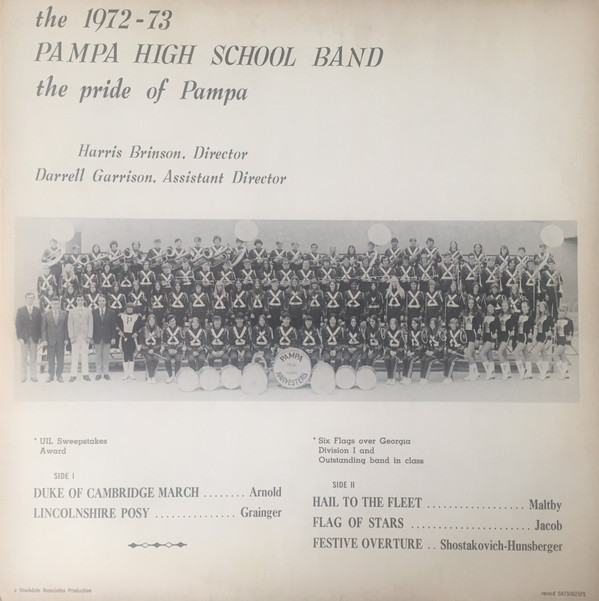 the 1972-73
PAMPA HIGH SCHOOL BAND
the pride of Pampa
Harris Brinson, Director
Darrell Garrison, Assistant Director
PAMPA
HARVESTERS
* UIL Sweepstakes
Award
* Six Flags over Georgia
Division I and
Outstanding band in class
SIDE I
DUKE OF CAMBRIDGE MARCH ........ Arnold
LINCOLNSHIRE POSY ............... Grainger
SIDE II
HAIL TO THE FLEET .................. Maltby
FLAG OF STARS ...................... Jacob
FESTIVE OVERTURE .. Shostakovich-Hunsberger
a Stockdale Associates Production